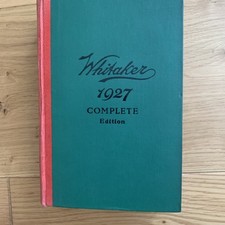 Whitaker
1927
COMPLETE
Edition